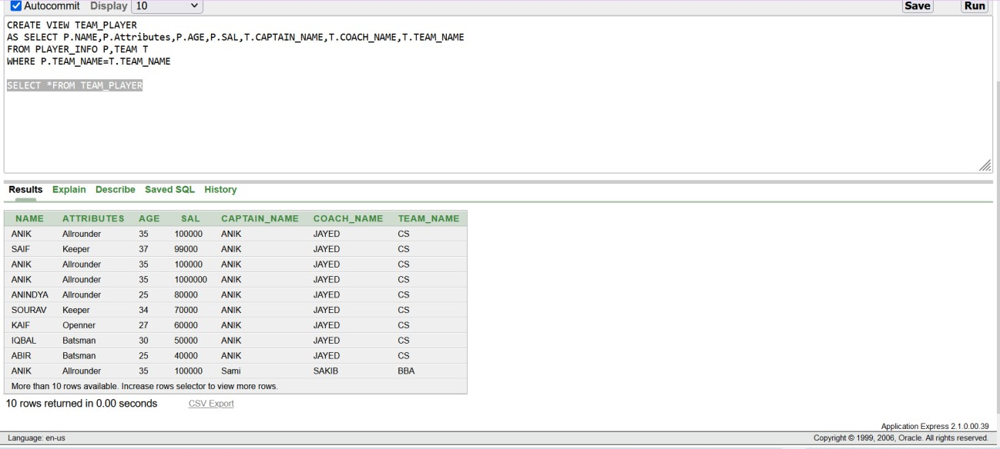 Autocommit Display 10 Save Run
CREATE VIEW TEAM_PLAYER
AS SELECT P.NAME,P.Attributes,P.AGE,P.SAL,T.CAPTAIN_NAME,T.COACH_NAME,T.TEAM_NAME
FROM PLAYER_INFO P,TEAM T
WHERE P.TEAM_NAME=T.TEAM_NAME
SELECT *FROM TEAM_PLAYER
Results Explain Describe Saved SQL History
NAME ATTRIBUTES AGE SAL CAPTAIN_NAME COACH_NAME TEAM_NAME
ANIK Allrounder 35 100000 ANIK JAYED CS
SAIF Keeper 37 99000 ANIK JAYED CS
ANIK Allrounder 35 100000 ANIK JAYED CS
ANIK Allrounder 35 1000000 ANIK JAYED CS
ANINDYA Allrounder 25 80000 ANIK JAYED CS
SOURAV Keeper 34 70000 ANIK JAYED CS
KAIF Openner 27 60000 ANIK JAYED CS
IQBAL Batsman 30 50000 ANIK JAYED CS
ABIR Batsman 25 40000 ANIK JAYED CS
ANIK Allrounder 35 100000 Sami SAKIB BBA
More than 10 rows available. Increase rows selector to view more rows.
10 rows returned in 0.00 seconds CSV Export
Application Express 2.1.0.00.39
Language: en-us Copyright © 1999, 2006, Oracle. All rights reserved.